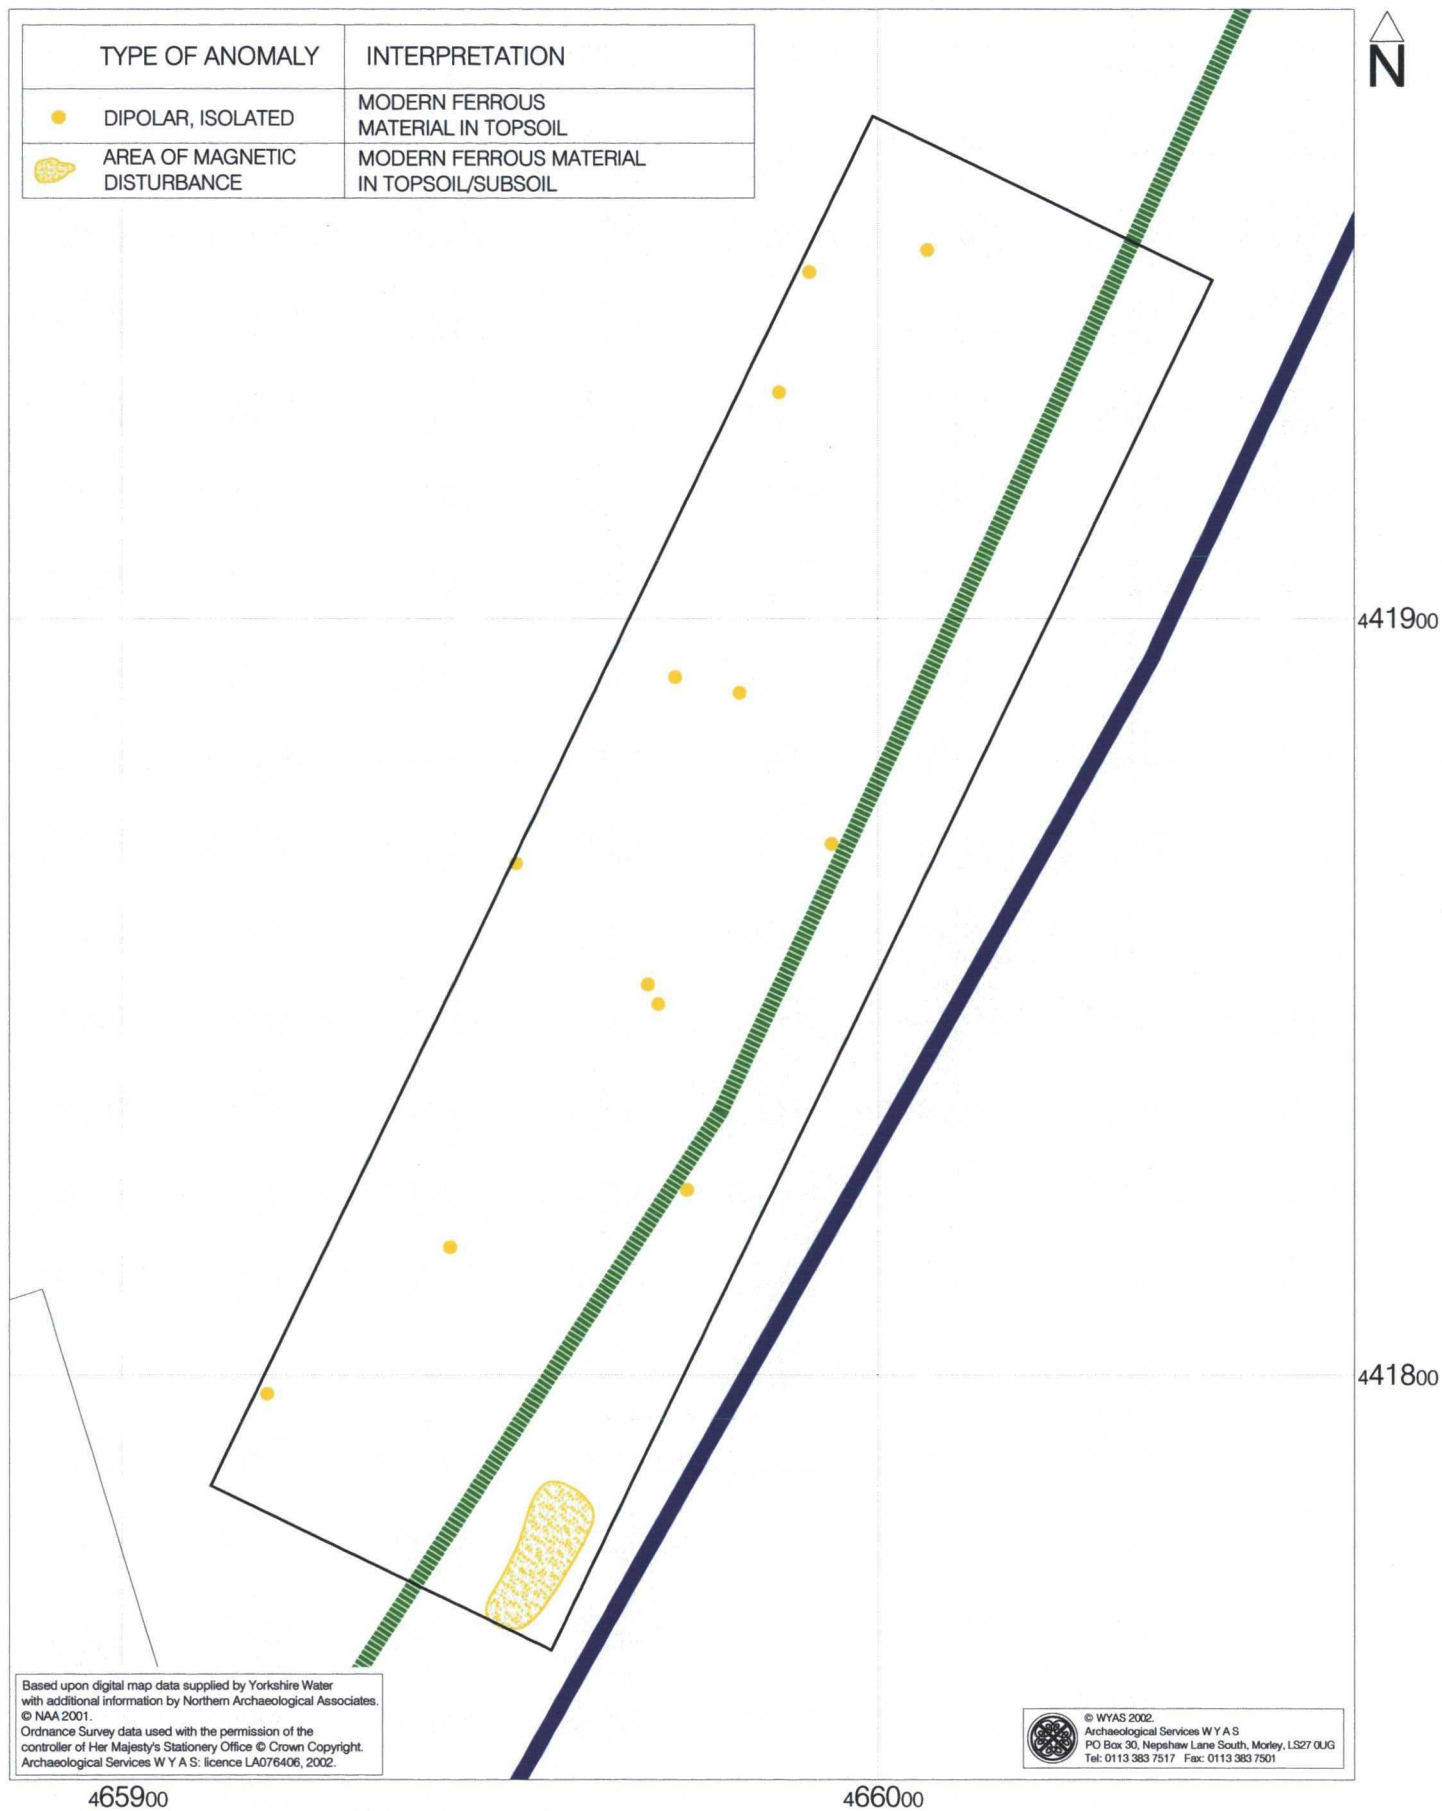 TYPE OF ANOMALY INTERPRETATION
DIPOLAR, ISOLATED
MODERN FERROUS
MATERIAL IN TOPSOIL
AREA OF MAGNETIC
DISTURBANCE
MODERN FERROUS MATERIAL
IN TOPSOIL/SUBSOIL
N
441900
441800
Based upon digital map data supplied by Yorkshire Water
with additional information by Northern Archaeological Associates.
© NAA 2001.
Ordnance Survey data used with the permission of the
controller of Her Majesty's Stationery Office © Crown Copyright.
Archaeological Services W Y A S: licence LA076406, 2002.
© WYAS 2002.
Archaeological Services W Y A S
PO Box 30, Nepshaw Lane South, Morley, LS27 0UG
Tel: 0113 383 7517 Fax: 0113 383 7501
465900
466000